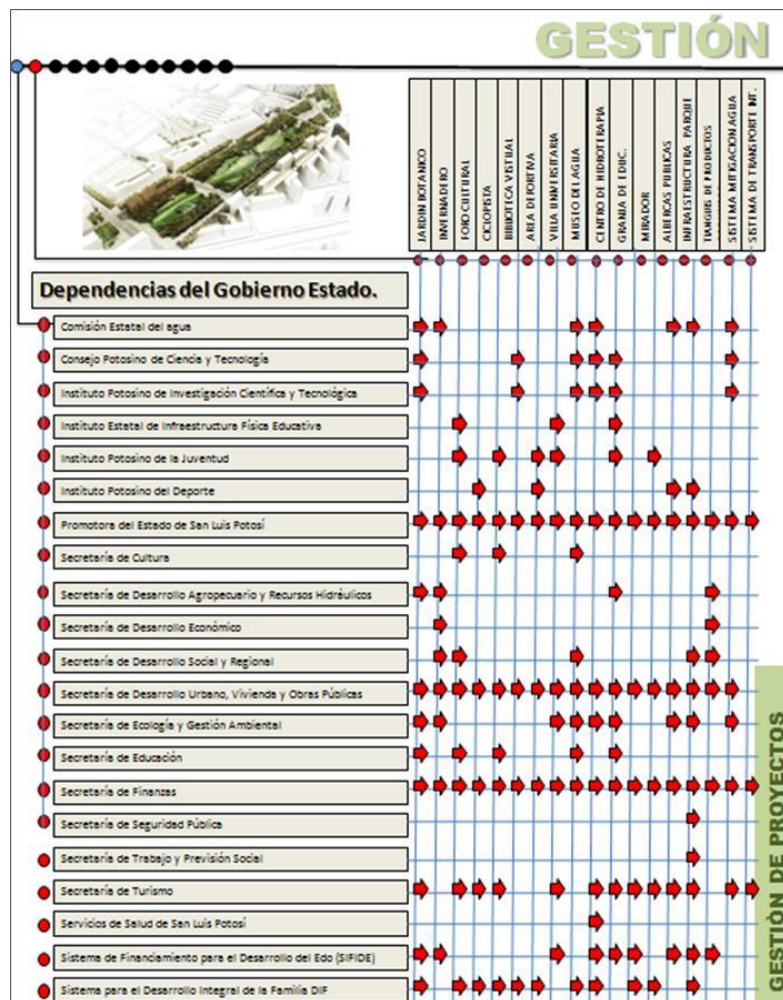 GESTIÓN
JARDIN BOTANICO
INVERNADERO
FORO CULTURAL
CICLOPISTA
BIBLIOTECA VISTUAL
AREA DEPORTIVA
VILLA UNIVERSITARIA
MUSEO DEL AGUA
CENTRO DE HIDROTERAPIA
GRANJA DE EDUC.
MIRADOR
ALBERCAS PUBLICAS
INFRAESTRUCTURA PARQUE
TIANGUIS DE PRODUCTOS
SISTEMA MITIGACION AGUA
SISTEMA DE TRANSPORTE INT.
Dependencias del Gobierno Estado.
Comisión Estatal del agua
Consejo Potosino de Ciencia y Tecnología
Instituto Potosino de Investigación Científica y Tecnológica
Instituto Estatal de Infraestructura Física Educativa
Instituto Potosino de la Juventud
Instituto Potosino del Deporte
Promotora del Estado de San Luis Potosí
Secretaría de Cultura
Secretaría de Desarrollo Agropecuario y Recursos Hidráulicos
Secretaría de Desarrollo Económico
Secretaría de Desarrollo Social y Regional
Secretaría de Desarrollo Urbano, Vivienda y Obras Públicas
Secretaría de Ecología y Gestión Ambiental
Secretaría de Educación
Secretaría de Finanzas
Secretaría de Seguridad Pública
Secretaría de Trabajo y Previsión Social
Secretaría de Turismo
Servicios de Salud de San Luis Potosí
Sistema de Financiamiento para el Desarrollo del Edo (SIFIDE)
Sistema para el Desarrollo Integral de la Familia DIF
GESTIÒN DE PROYECTOS